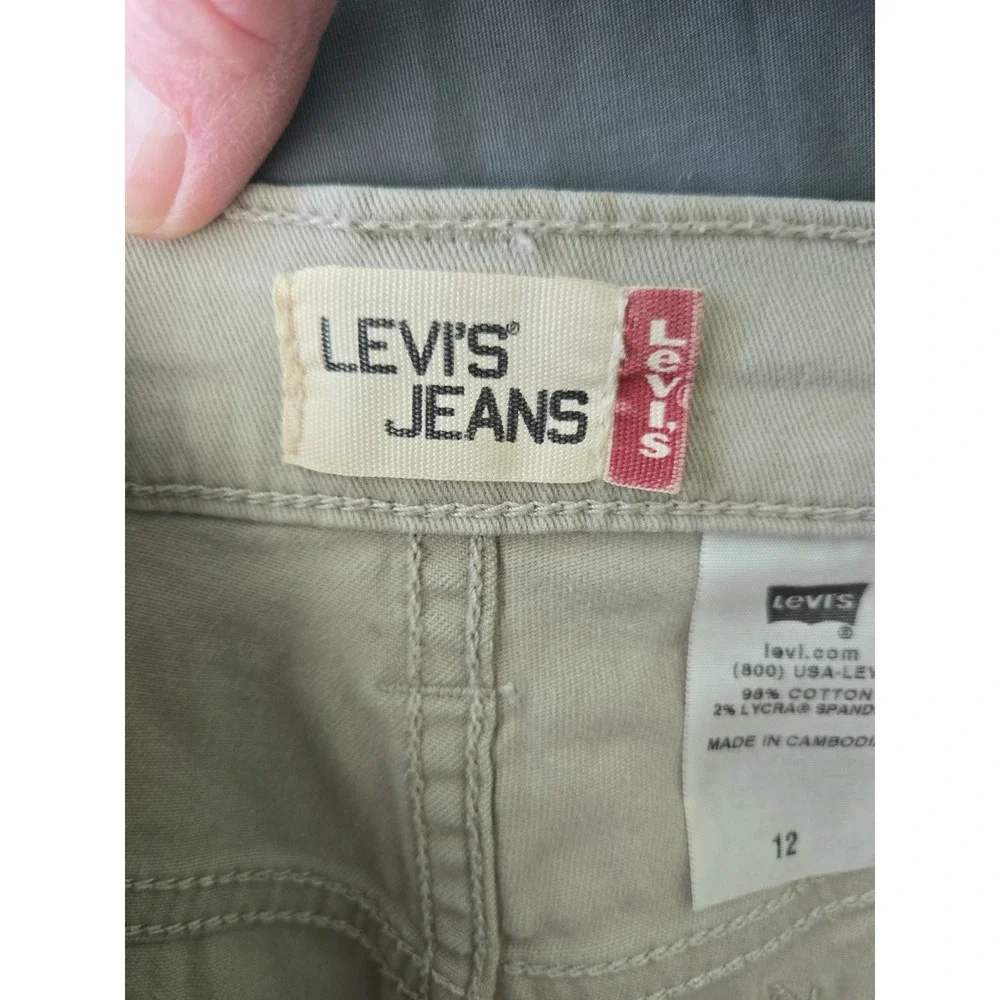 LEVI'S®
JEANS
LeVI'S
LEVI'S
®
levi.com
(800) USA-LEV
98% COTTON
2% LYCRA® SPAND
MADE IN CAMBODI
12